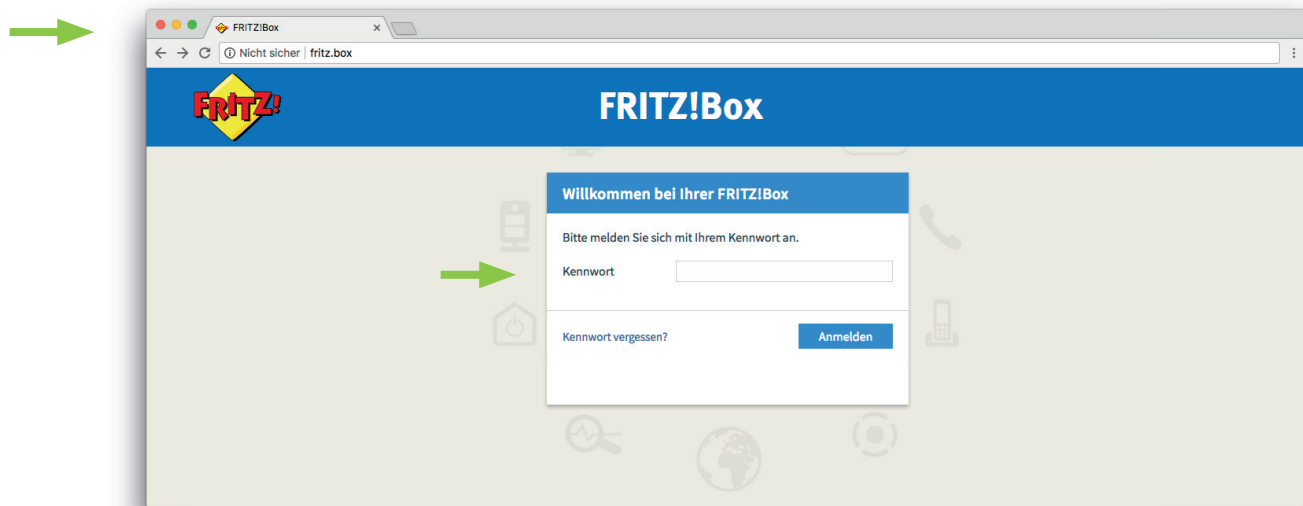 FRITZ!Box
Nicht sicher | fritz.box
FRITZ!
FRITZ!Box
Willkommen bei Ihrer FRITZ!Box
Bitte melden Sie sich mit Ihrem Kennwort an.
Kennwort
Kennwort vergessen?
Anmelden